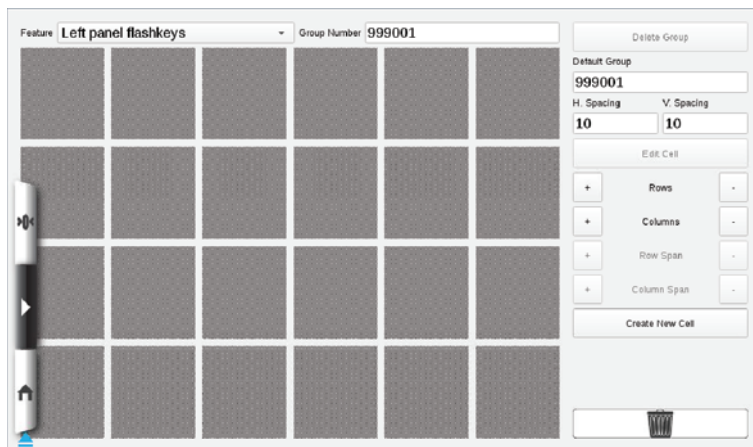 Feature Left panel flashkeys Group Number 999001
Delete Group
Default Group
999001
H. Spacing V. Spacing
10 10
Edit Cell
+ Rows -
+ Columns -
+ Row Span -
+ Column Span -
Create New Cell